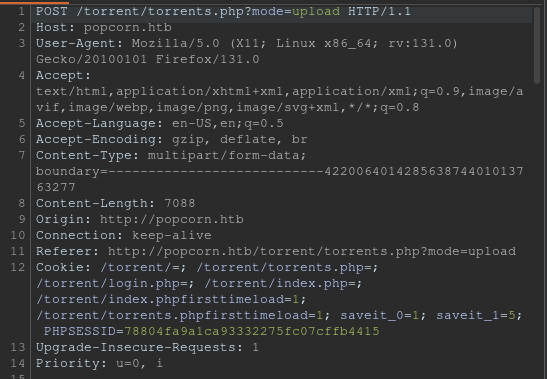 1 POST /torrent/torrents.php?mode=upload HTTP/1.1
2 Host: popcorn.htb
3 User-Agent: Mozilla/5.0 (X11; Linux x86_64; rv:131.0)
Gecko/20100101 Firefox/131.0
4 Accept:
text/html,application/xhtml+xml,application/xml;q=0.9,image/a
vif,image/webp,image/png,image/svg+xml,*/*;q=0.8
5 Accept-Language: en-US,en;q=0.5
6 Accept-Encoding: gzip, deflate, br
7 Content-Type: multipart/form-data;
boundary=---------------------------4220064014285638744010137
63277
8 Content-Length: 7088
9 Origin: http://popcorn.htb
10 Connection: keep-alive
11 Referer: http://popcorn.htb/torrent/torrents.php?mode=upload
12 Cookie: /torrent/=; /torrent/torrents.php=;
/torrent/login.php=; /torrent/index.php=;
/torrent/index.phpfirsttimeload=1;
/torrent/torrents.phpfirsttimeload=1; saveit_0=1; saveit_1=5;
PHPSESSID=78804fa9a1ca93332275fc07cffb4415
13 Upgrade-Insecure-Requests: 1
14 Priority: u=0, i
15